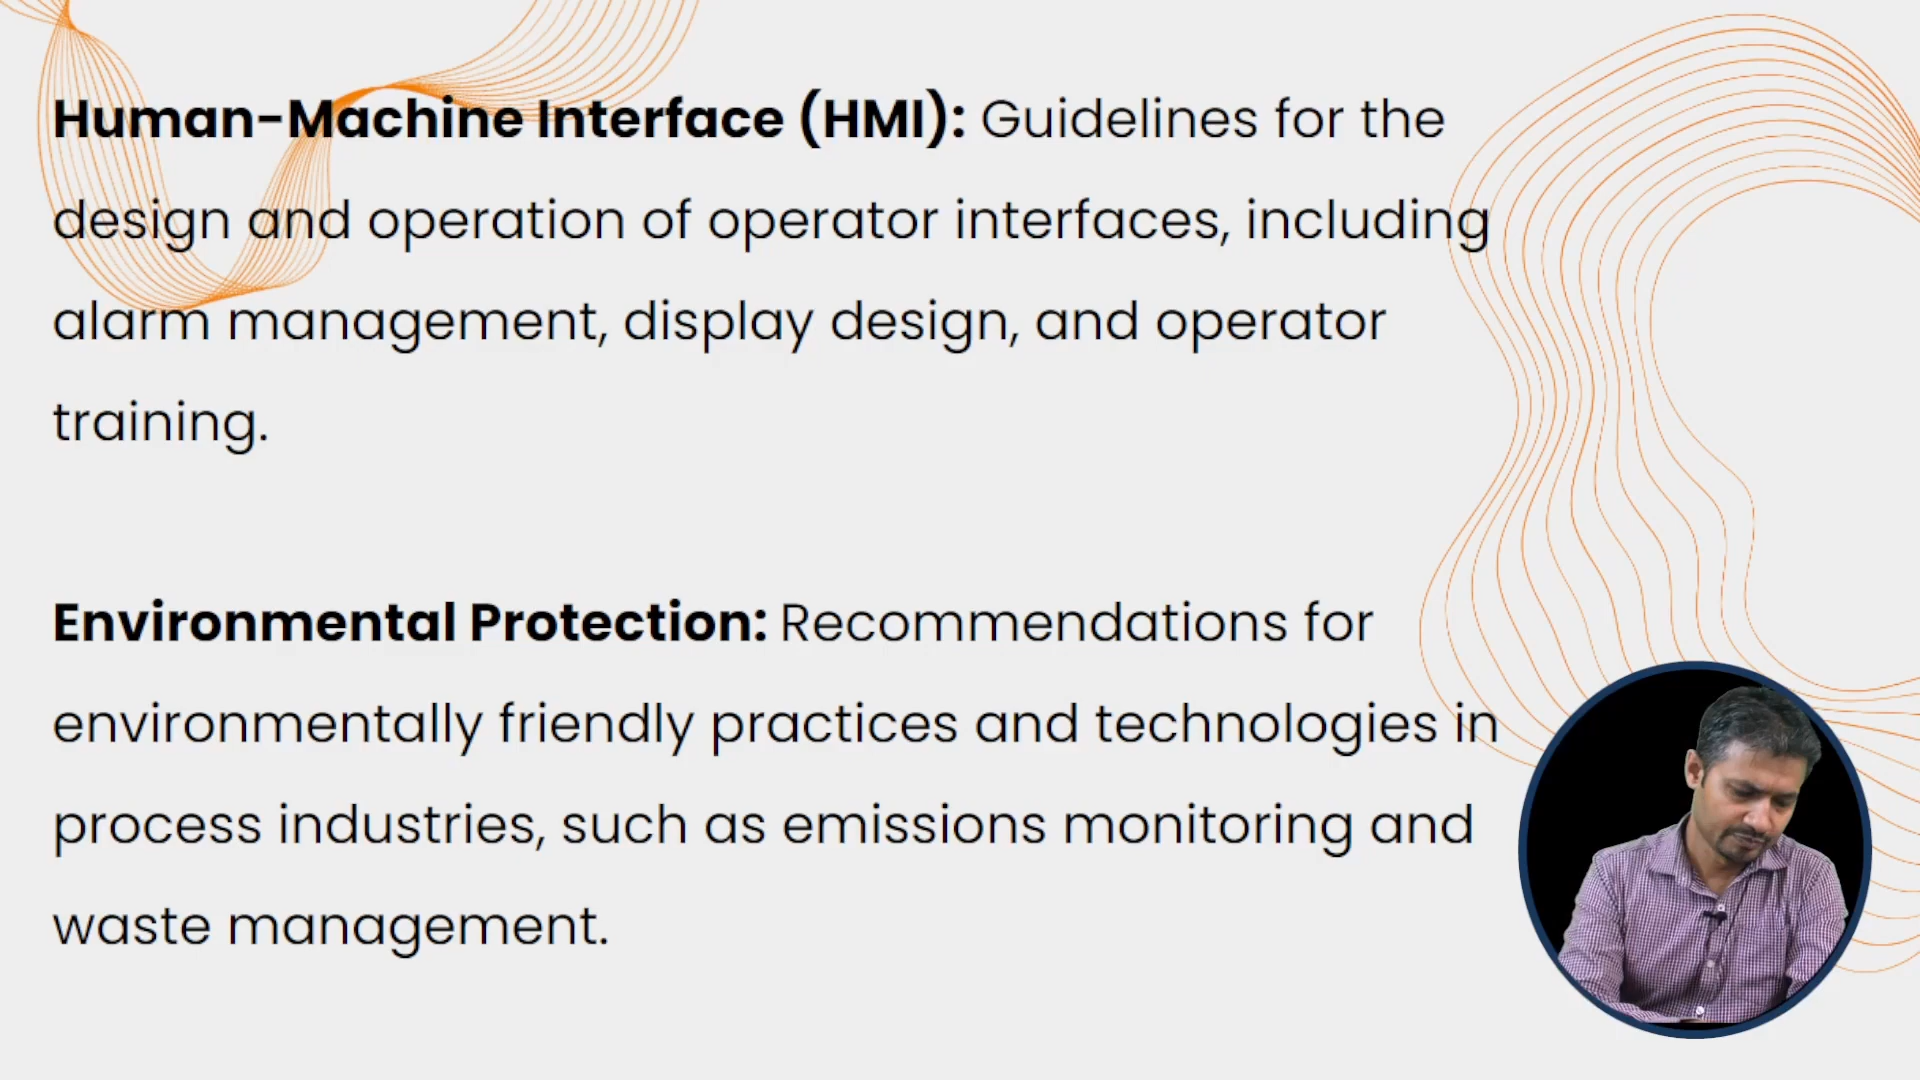 Human-Machine Interface (HMI): Guidelines for the
design and operation of operator interfaces, including
alarm management, display design, and operator
training.
Environmental Protection: Recommendations for
environmentally friendly practices and technologies in
process industries, such as emissions monitoring and
waste management.